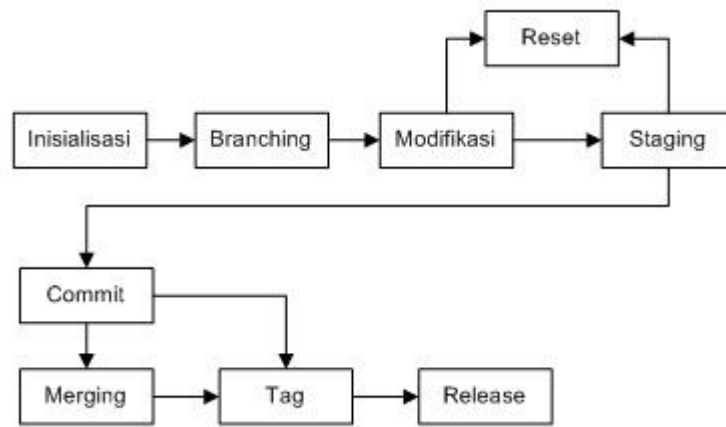 Reset
Inisialisasi
Branching
Modifikasi
Staging
Commit
Merging
Tag
Release